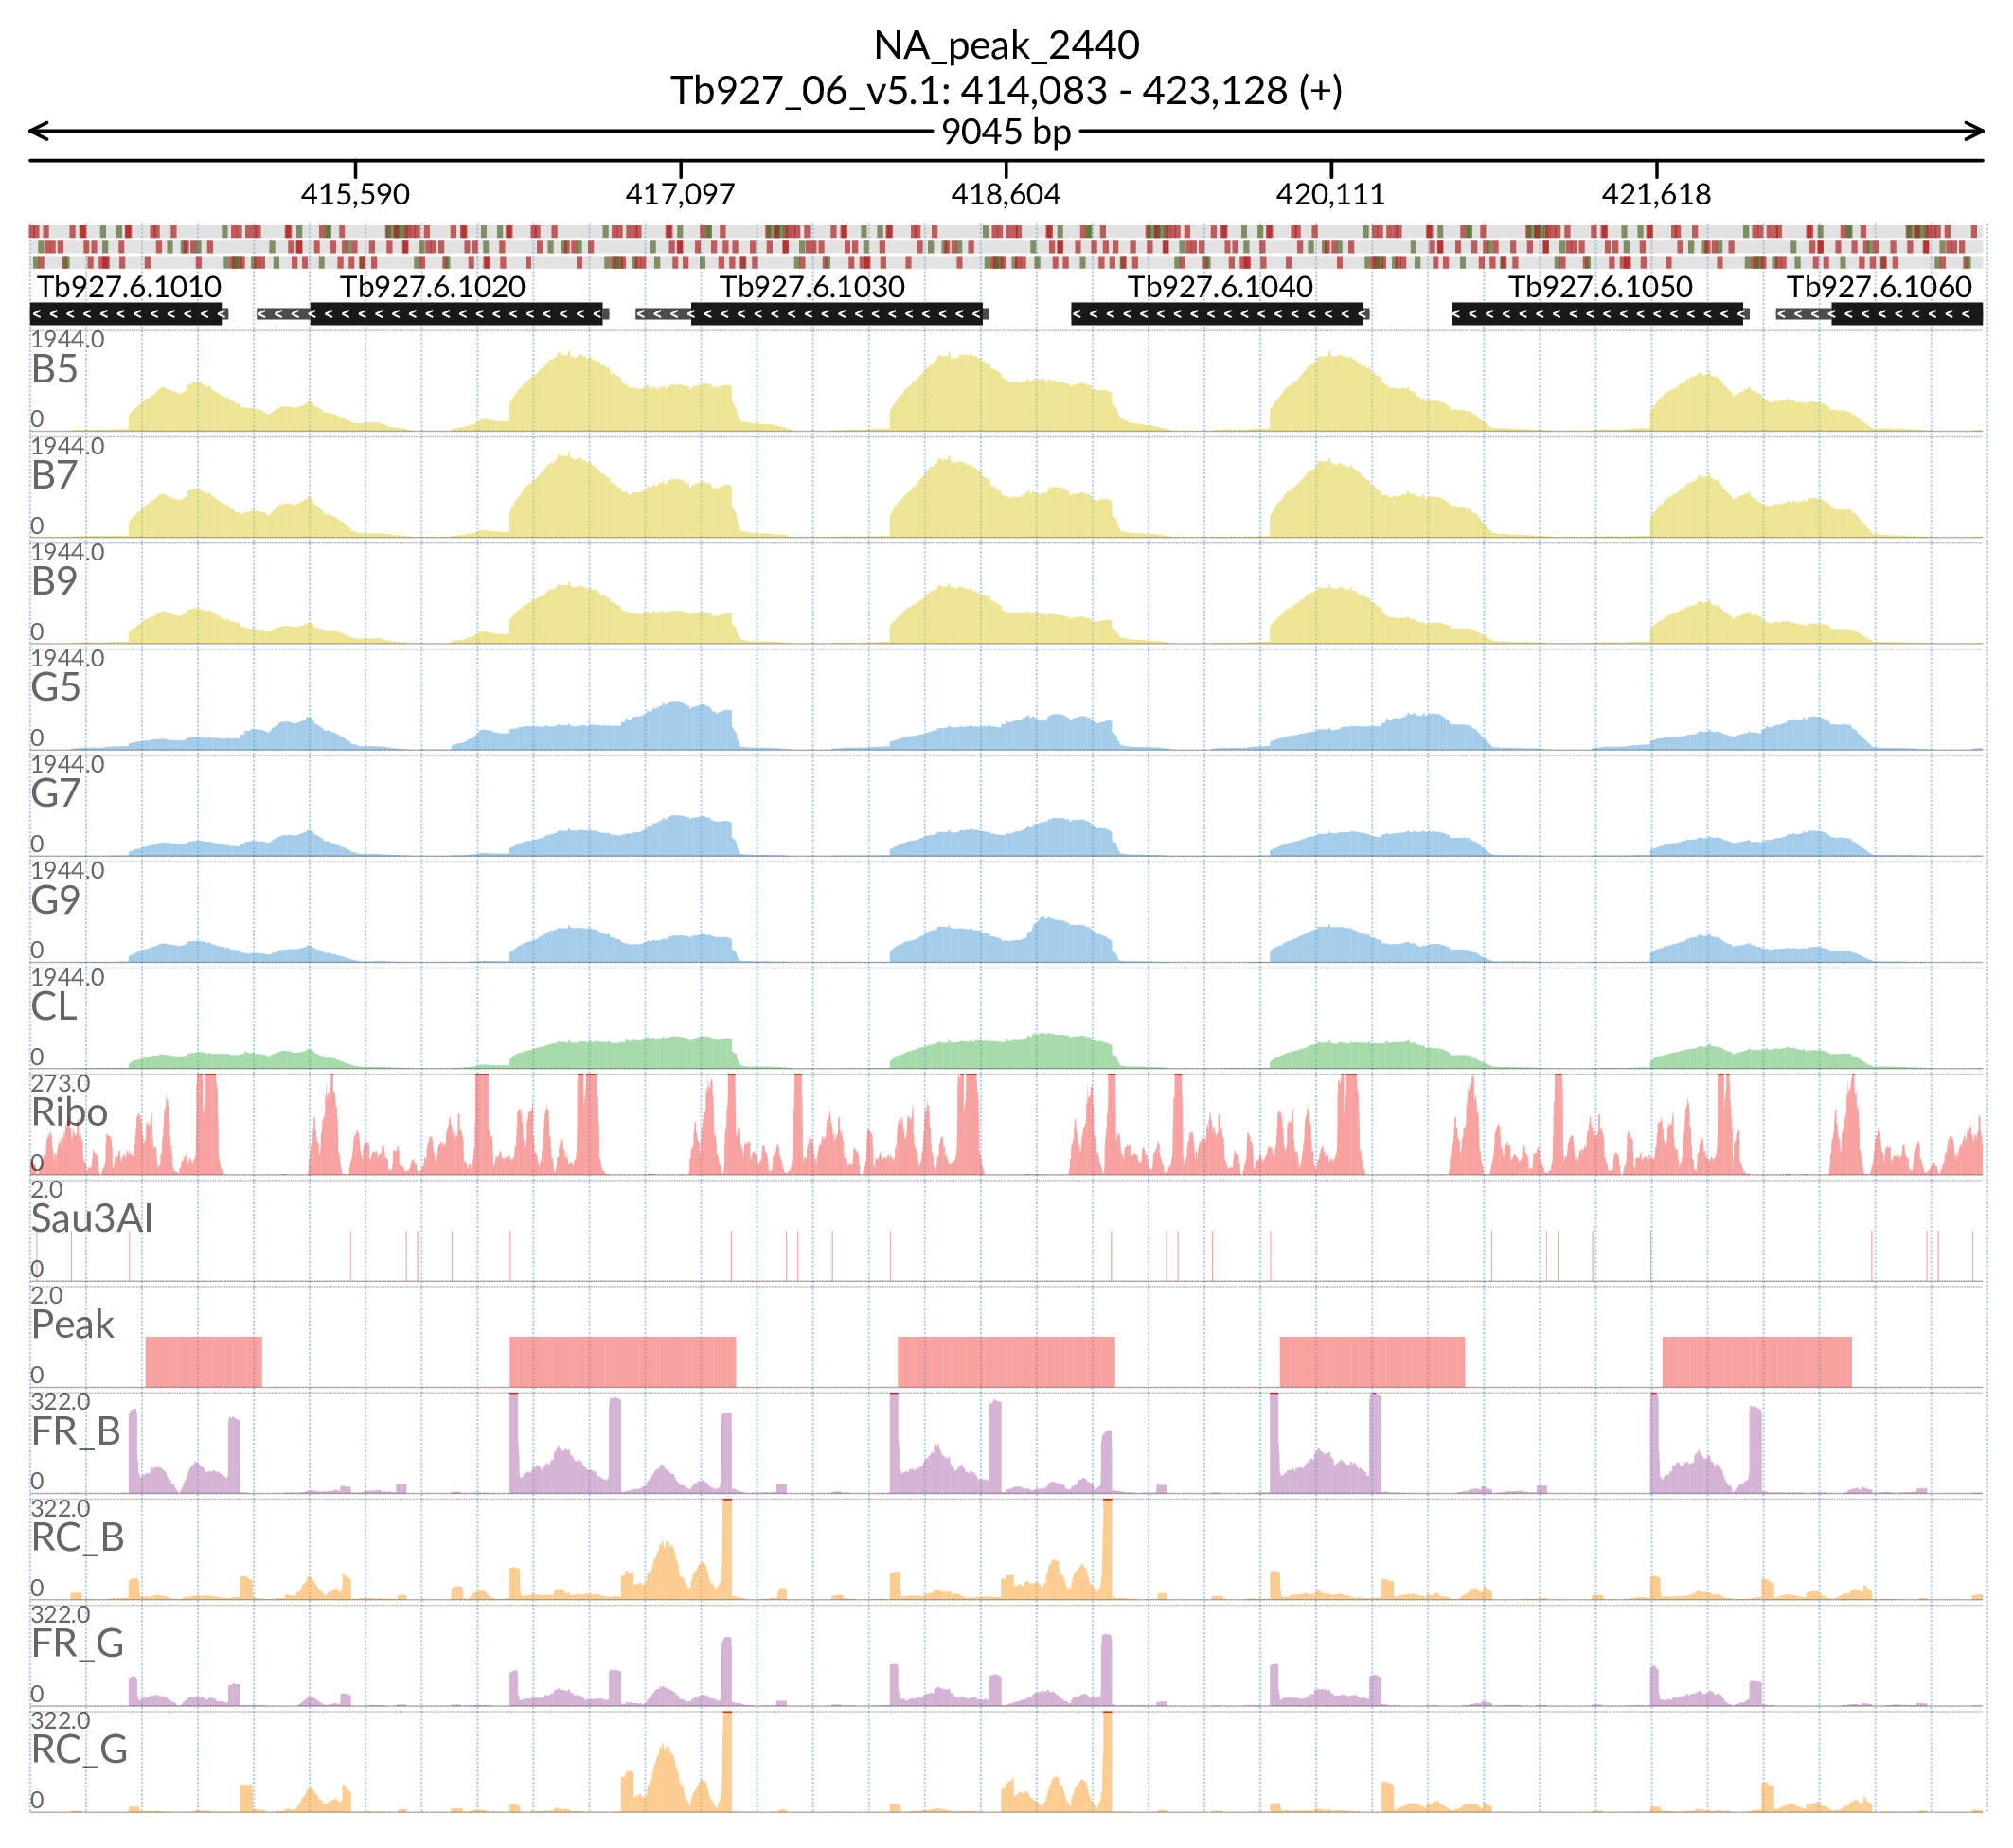 NA_peak_2440
Tb927_06_v5.1: 414,083 - 423,128 (+)
9045 bp
415,590 417,097 418,604 420,111 421,618
Tb927.6.1010 Tb927.6.1020 Tb927.6.1030 Tb927.6.1040 Tb927.6.1050 Tb927.6.1060
1944.0
B5
0
1944.0
B7
0
1944.0
B9
0
1944.0
G5
0
1944.0
G7
0
1944.0
G9
0
1944.0
CL
0
273.0
Ribo
0
2.0
Sau3AI
0
2.0
Peak
0
322.0
FR_B
0
322.0
RC_B
0
322.0
FR_G
0
322.0
RC_G
0